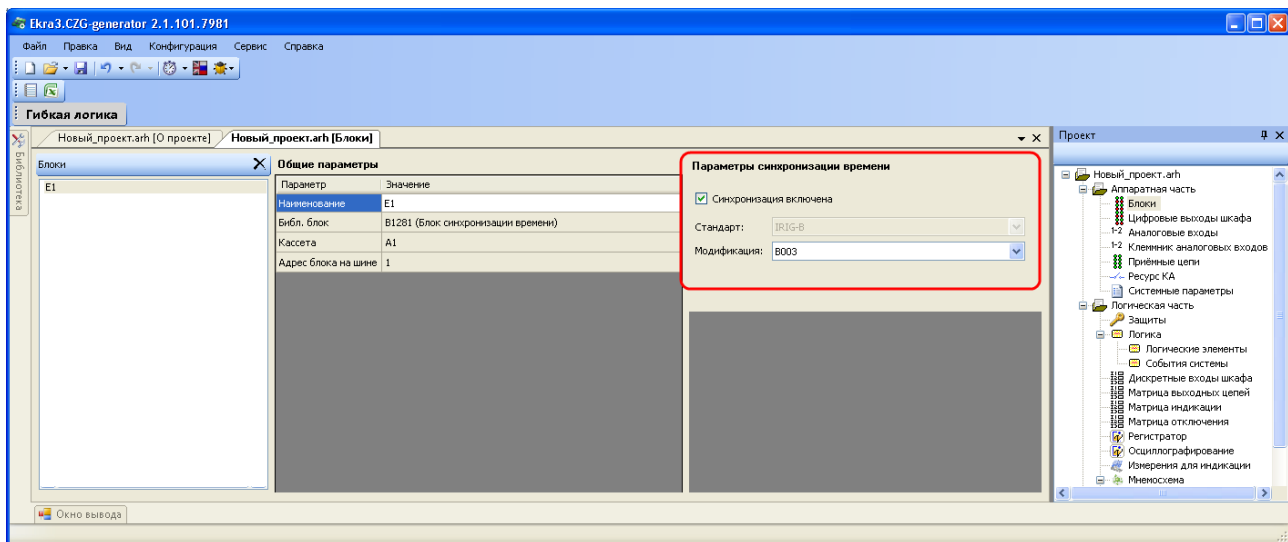 Ekra3.CZG-generator 2.1.101.7981
Файл Правка Вид Конфигурация Сервис Справка
Гибкая логика
Библиотека
Новый_проект.arh [О проекте] Новый_проект.arh [Блоки]
Блоки
E1
Общие параметры
Параметр Значение
Наименование E1
Библ. блок B1281 (Блок синхронизации времени)
Кассета A1
Адрес блока на шине 1
Параметры синхронизации времени
Синхронизация включена
Стандарт: IRIG-B
Модификация: B003
Проект
Новый_проект.arh
Аппаратная часть
Блоки
Цифровые выходы шкафа
Аналоговые входы
Клеммник аналоговых входов
Приёмные цепи
Ресурс КА
Системные параметры
Логическая часть
Защиты
Логика
Логические элементы
События системы
Дискретные входы шкафа
Матрица выходных цепей
Матрица индикации
Матрица отключения
Регистратор
Осциллографирование
Измерения для индикации
Мнемосхема
Окно вывода